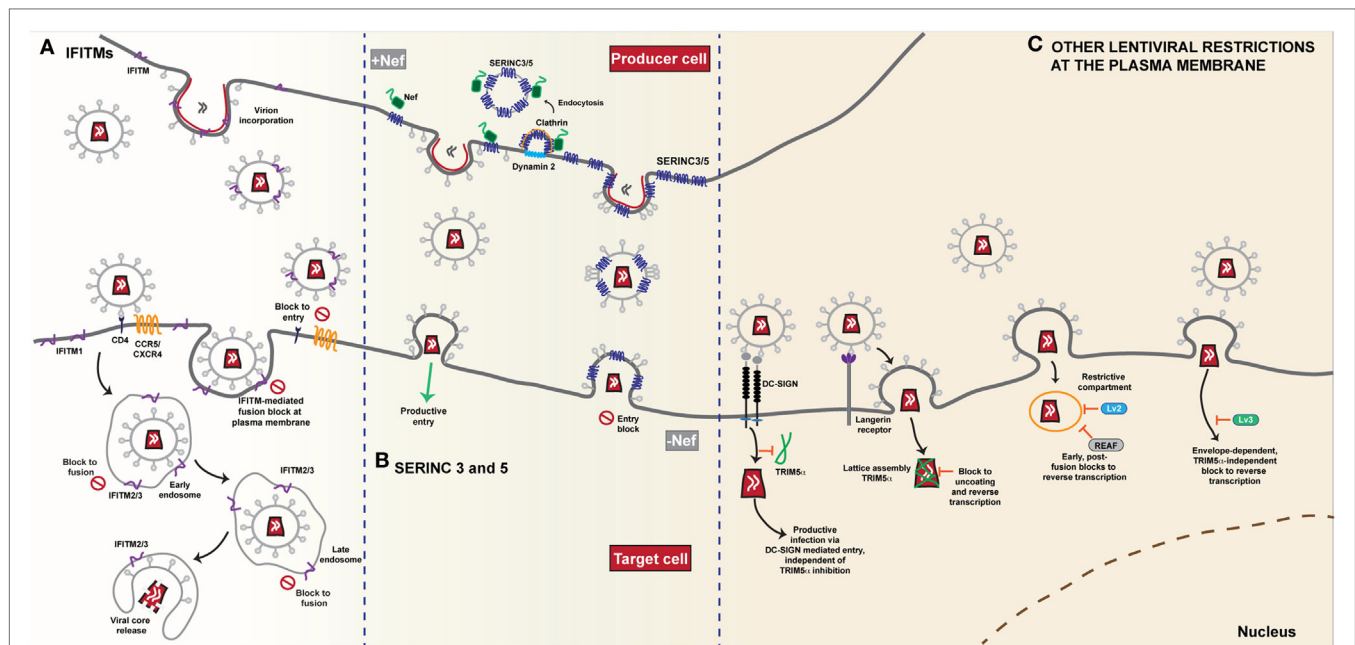 A
IFITMs
IFITM
Virion
incorporation
IFITM1
CD4
CCR5/
CXCR4
Block to
entry
IFITM-mediated
fusion block at
plasma membrane
Block to
fusion
IFITM2/3
Early
endosome
IFITM2/3
Late
endosome
Block to
fusion
IFITM2/3
Viral core
release
+Nef
Nef
SERINC3/5
Endocytosis
Clathrin
Dynamin 2
Producer cell
SERINC3/5
Productive
entry
Entry
block
-Nef
B SERINC 3 and 5
Target cell
C OTHER LENTIVIRAL RESTRICTIONS
AT THE PLASMA MEMBRANE
DC-SIGN
TRIM5α
Productive
infection via
DC-SIGN mediated entry,
independent of
TRIM5α inhibition
Langerin
receptor
Lattice assembly
TRIM5α
Block to
uncoating
and reverse
transcription
Restrictive
compartment
Lv2
REAF
Early, post-
fusion blocks to
reverse transcription
Lv3
Envelope-dependent,
TRIM5α-independent
block to reverse
transcription
Nucleus